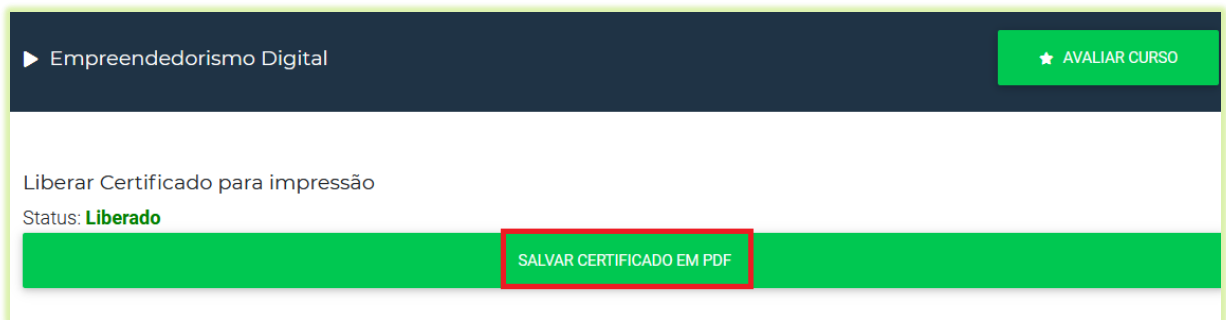 Empreendedorismo Digital
AVALIAR CURSO
Liberar Certificado para impressão
Status: Liberado
SALVAR CERTIFICADO EM PDF